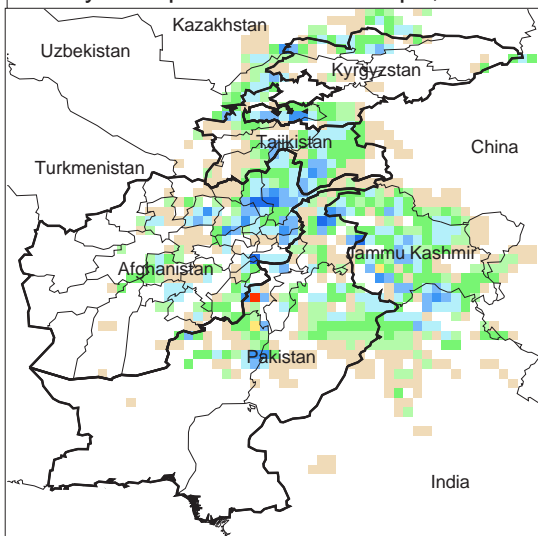 Kazakhstan
Uzbekistan
Kyrgyzstan
Tajikistan
China
Turkmenistan
Jammu Kashmir
Afghanistan
Pakistan
India